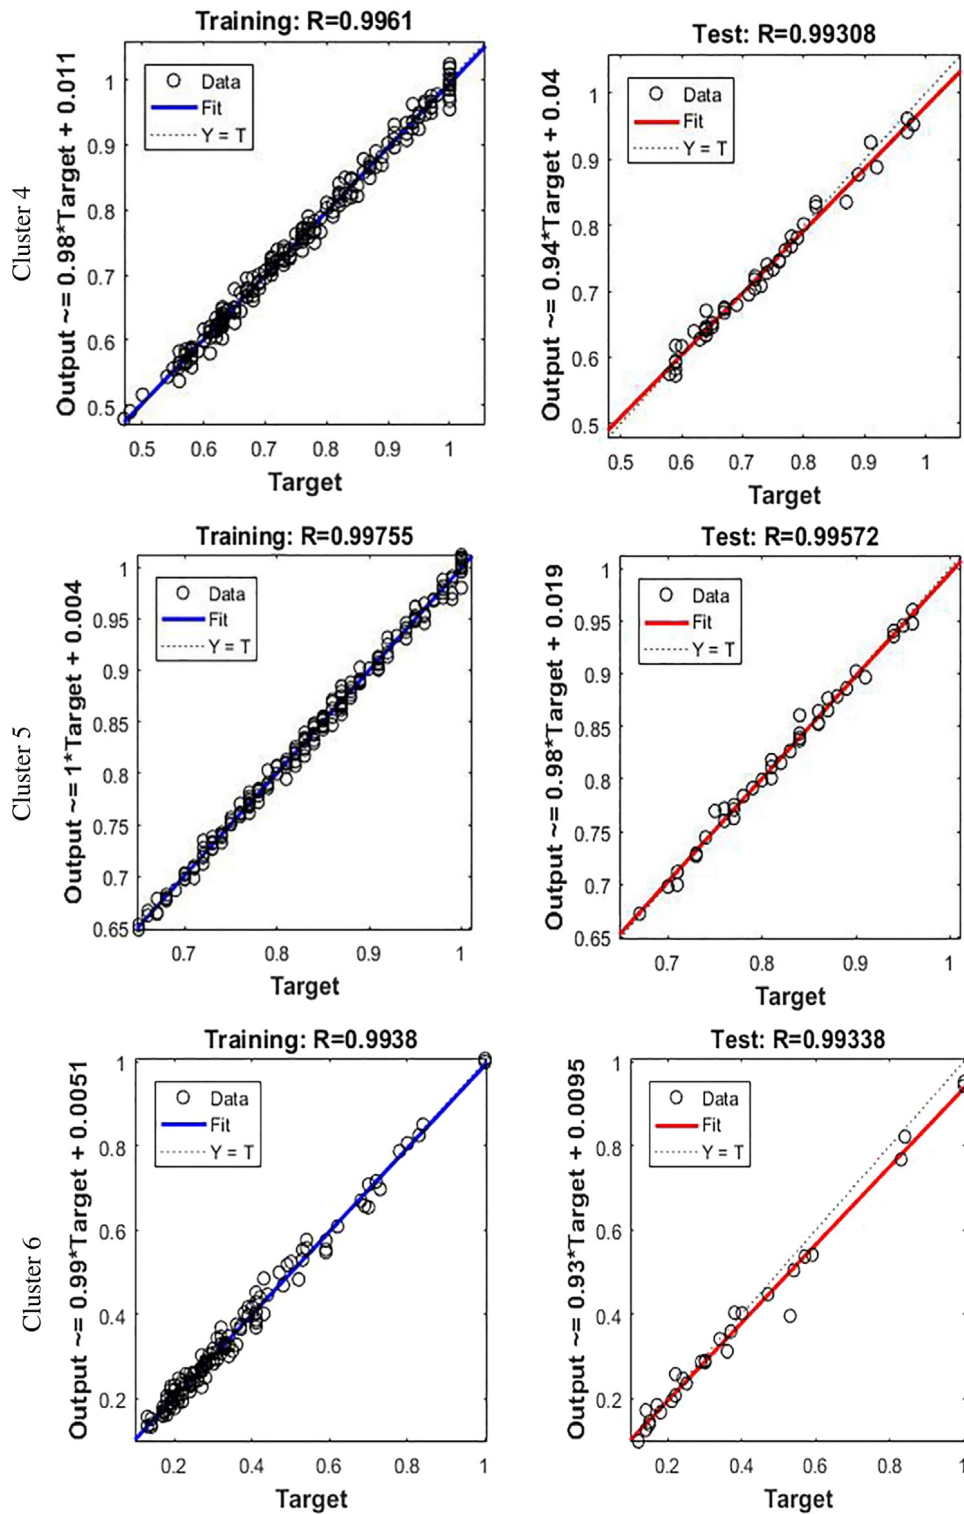 Training: R=0.9961
Output ~= 0.98*Target + 0.011
Data
Fit
Y = T
1
0.9
0.8
0.7
0.6
0.5
0.5 0.6 0.7 0.8 0.9 1
Target
Cluster 4
Test: R=0.99308
Output ~= 0.94*Target + 0.04
Data
Fit
Y = T
1
0.9
0.8
0.7
0.6
0.5
0.5 0.6 0.7 0.8 0.9 1
Target
Training: R=0.99755
Output ~= 1*Target + 0.004
Data
Fit
Y = T
1
0.95
0.9
0.85
0.8
0.75
0.7
0.65
0.7 0.8 0.9 1
Target
Cluster 5
Test: R=0.99572
Output ~= 0.98*Target + 0.019
Data
Fit
Y = T
1
0.95
0.9
0.85
0.8
0.75
0.7
0.65
0.7 0.8 0.9 1
Target
Training: R=0.9938
Output ~= 0.99*Target + 0.0051
Data
Fit
Y = T
1
0.8
0.6
0.4
0.2
0.2 0.4 0.6 0.8 1
Target
Cluster 6
Test: R=0.99338
Output ~= 0.93*Target + 0.0095
Data
Fit
Y = T
1
0.8
0.6
0.4
0.2
0.2 0.4 0.6 0.8 1
Target